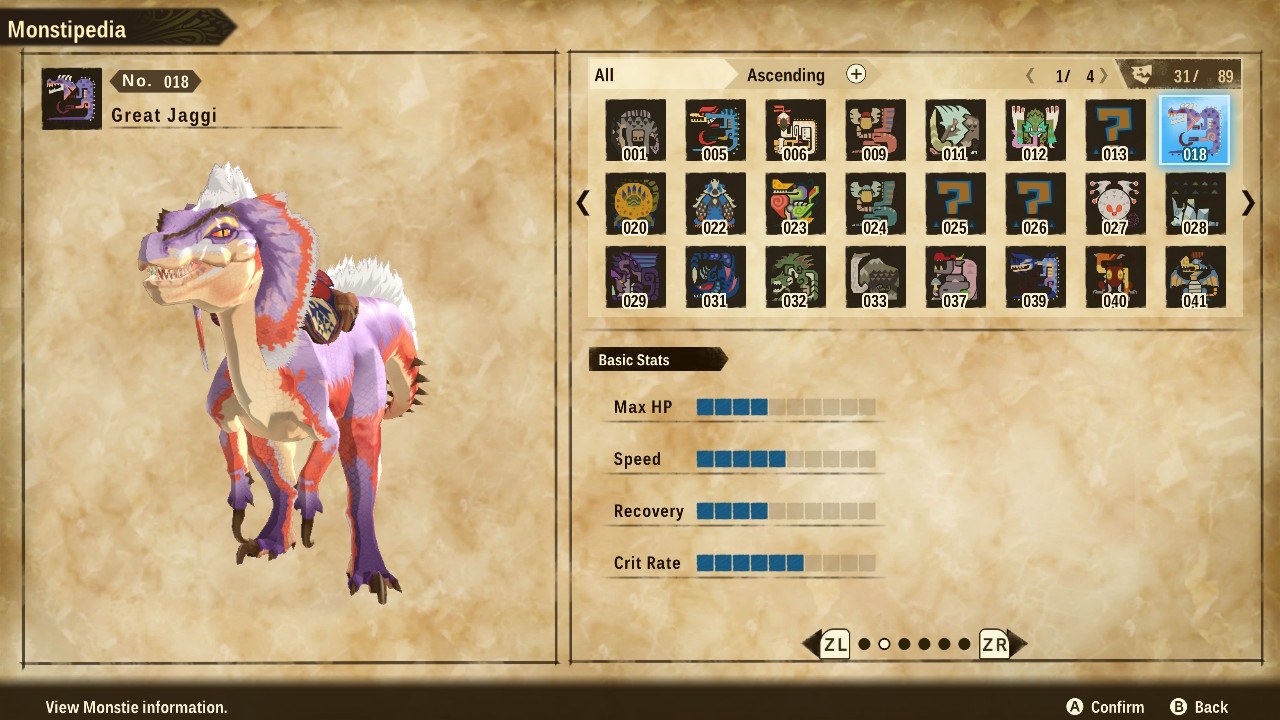 Monstipedia
No. 018
Great Jaggi
All Ascending + 1/ 4 31/ 89
001 005 006 009 011 012 013 018
020 022 023 024 025 026 027 028
029 031 032 033 037 039 040 041
Basic Stats
Max HP
Speed
Recovery
Crit Rate
ZL ZR
View Monstie information.
A Confirm B Back